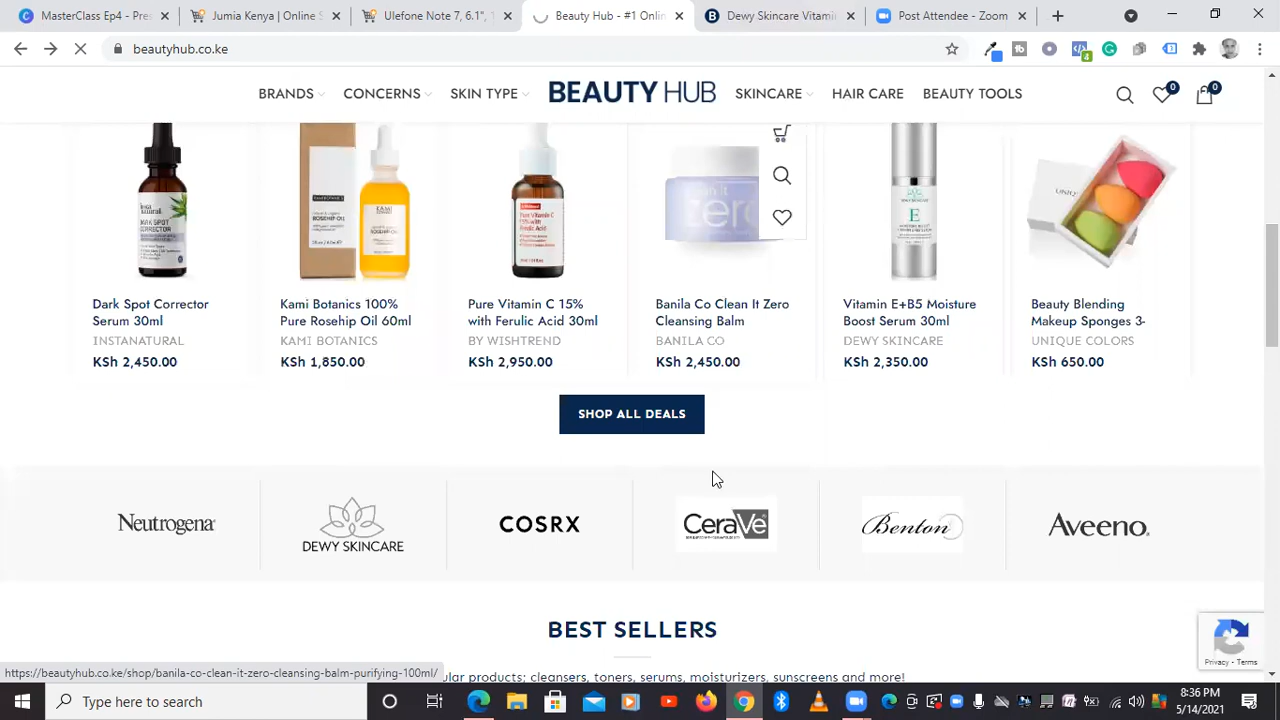 MasterClass Ep4 - Pres
Jumia Kenya | Online S
Ulefone Note 7, 6.1", 1
Beauty Hub - #1 Onlin
Dewy Skincare Vitami
Post Attendee - Zoom
beautyhub.co.ke
BRANDS
CONCERNS
SKIN TYPE
BEAUTY HUB
SKINCARE
HAIR CARE
BEAUTY TOOLS
0
0
Dark Spot Corrector
Serum 30ml
INSTANATURAL
KSh 2,450.00
Kami Botanics 100%
Pure Rosehip Oil 60ml
KAMI BOTANICS
KSh 1,850.00
Pure Vitamin C 15%
with Ferulic Acid 30ml
BY WISHTREND
KSh 2,950.00
Banila Co Clean It Zero
Cleansing Balm
BANILA CO
KSh 2,450.00
Vitamin E+B5 Moisture
Boost Serum 30ml
DEWY SKINCARE
KSh 2,350.00
Beauty Blending
Makeup Sponges 3-
UNIQUE COLORS
KSh 650.00
SHOP ALL DEALS
Neutrogena
DEWY SKINCARE
COSRX
CeraVe
Benton
Aveeno
BEST SELLERS
Privacy - Terms
https://beautyhub.co.ke/shop/banila-co-clean-it-zero-cleansing-balm-purifying-100ml/
ular products; cleansers, toners, serums, moisturizers, sunscreens and more!
Type here to search
8:36 PM
5/14/2021